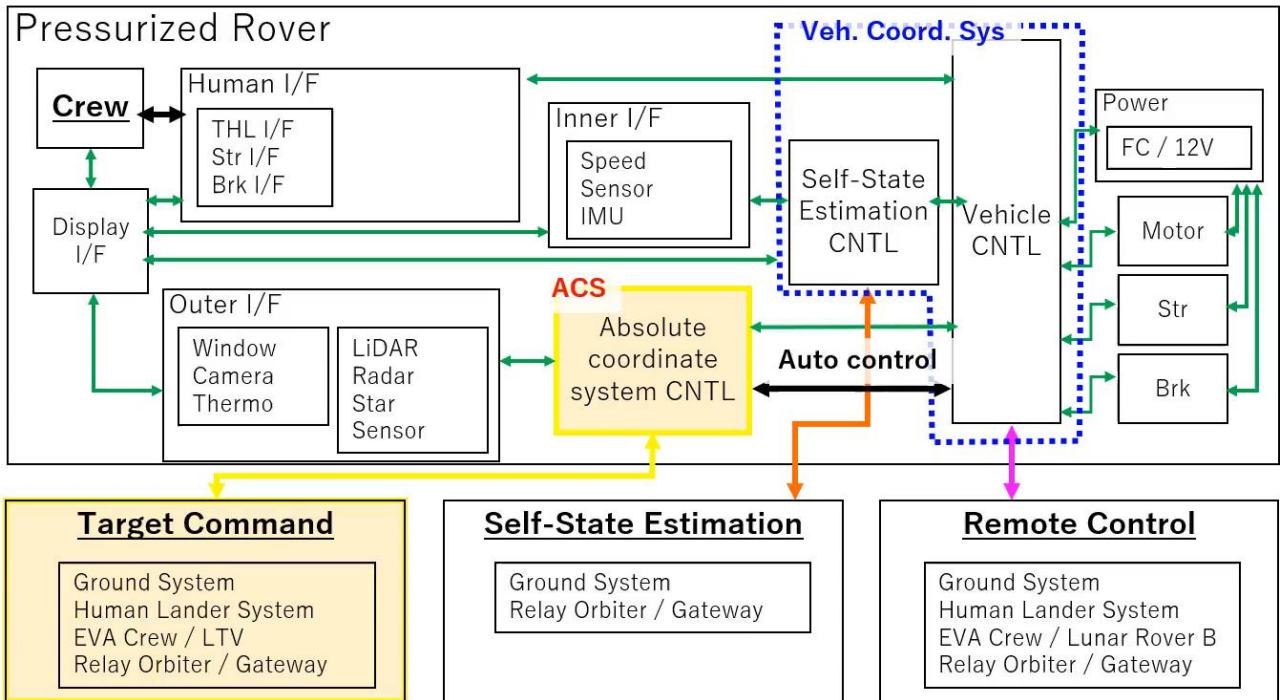 Pressurized Rover
Veh. Coord. Sys
Crew
Human I/F
THL I/F
Str I/F
Brk I/F
Display
I/F
Inner I/F
Speed
Sensor
IMU
Self-State
Estimation
CNTL
Vehicle
CNTL
Power
FC / 12V
Motor
Str
Brk
Outer I/F
Window
Camera
Thermo
LiDAR
Radar
Star
Sensor
ACS
Absolute
coordinate
system CNTL
Auto control
Target Command
Ground System
Human Lander System
EVA Crew / LTV
Relay Orbiter / Gateway
Self-State Estimation
Ground System
Relay Orbiter / Gateway
Remote Control
Ground System
Human Lander System
EVA Crew / Lunar Rover B
Relay Orbiter / Gateway